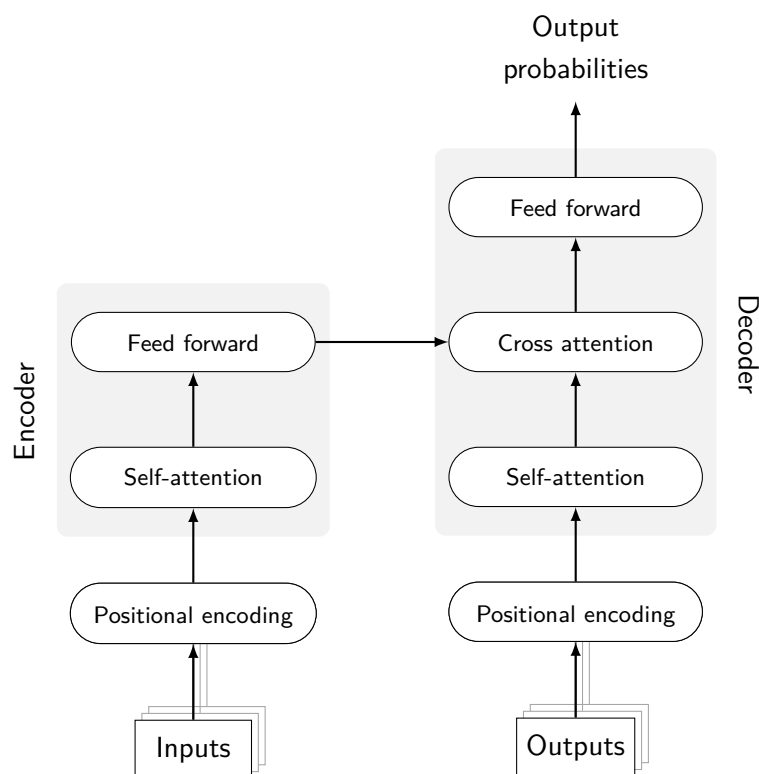 Output
probabilities
Feed forward
Cross attention
Self-attention
Positional encoding
Outputs
Decoder
Feed forward
Self-attention
Positional encoding
Inputs
Encoder